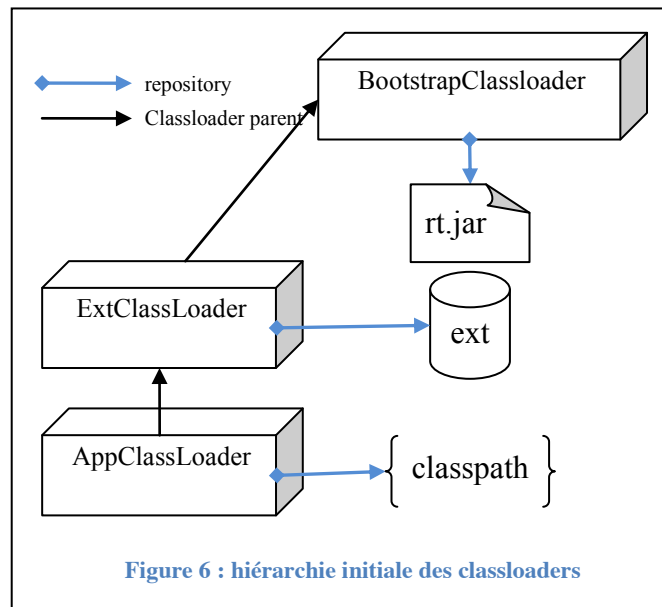 repository
Classloader parent
BootstrapClassloader
rt.jar
ExtClassLoader
ext
AppClassLoader
{ classpath }
Figure 6 : hiérarchie initiale des classloaders